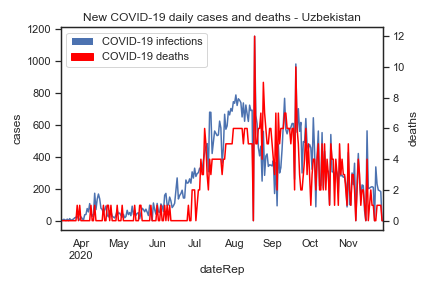 New COVID-19 daily cases and deaths - Uzbekistan
COVID-19 infections
COVID-19 deaths
1200
1000
800
600
400
200
0
cases
12
10
8
6
4
2
0
deaths
Apr May Jun Jul Aug Sep Oct Nov
2020
dateRep